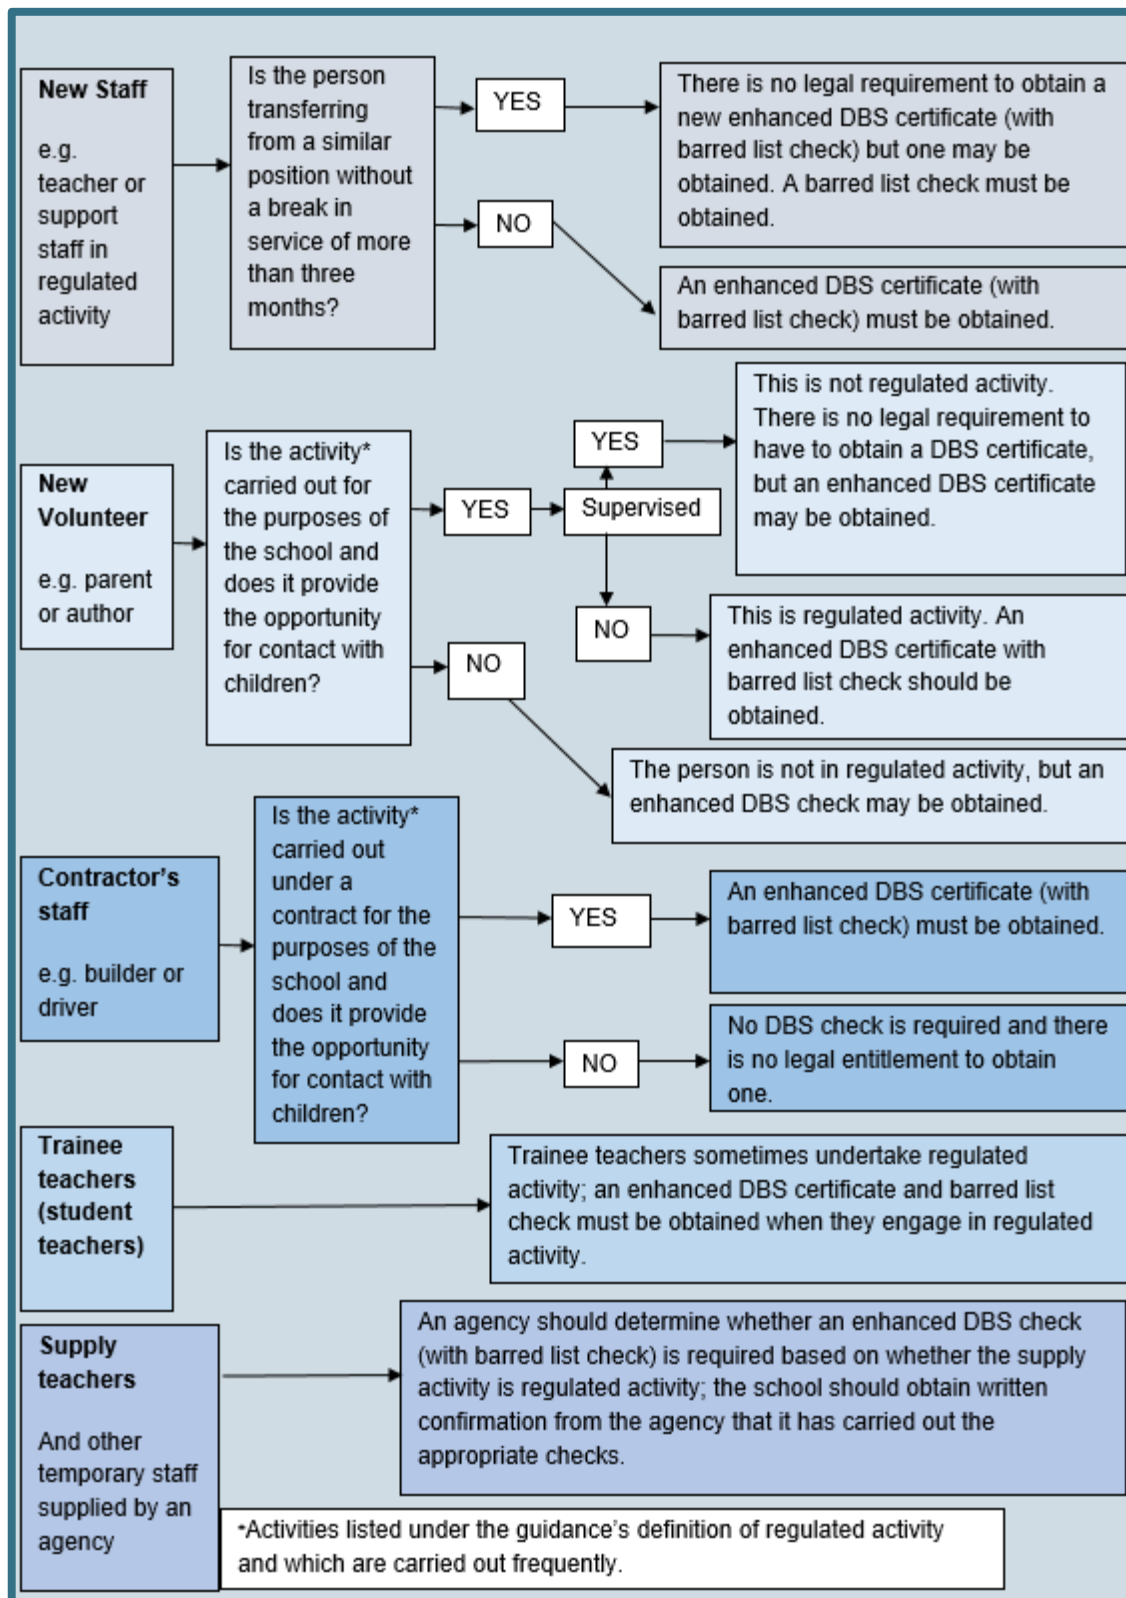 New Staff
e.g.
teacher or
support
staff in
regulated
activity
Is the person
transferring
from a similar
position without
a break in
service of more
than three
months?
YES
There is no legal requirement to obtain a
new enhanced DBS certificate (with
barred list check) but one may be
obtained. A barred list check must be
obtained.
NO
An enhanced DBS certificate (with
barred list check) must be obtained.
New
Volunteer
e.g. parent
or author
Is the activity*
carried out for
the purposes of
the school and
does it provide
the opportunity
for contact with
children?
YES
Supervised
YES
This is not regulated activity.
There is no legal requirement to
have to obtain a DBS certificate,
but an enhanced DBS certificate
may be obtained.
NO
This is regulated activity. An
enhanced DBS certificate with
barred list check should be
obtained.
NO
The person is not in regulated activity, but an
enhanced DBS check may be obtained.
Contractor's
staff
e.g. builder or
driver
Is the activity*
carried out
under a
contract for the
purposes of the
school and
does it provide
the opportunity
for contact with
children?
YES
An enhanced DBS certificate (with
barred list check) must be obtained.
NO
No DBS check is required and there
is no legal entitlement to obtain
one.
Trainee
teachers
(student
teachers)
Trainee teachers sometimes undertake regulated
activity; an enhanced DBS certificate and barred list
check must be obtained when they engage in regulated
activity.
Supply
teachers
And other
temporary staff
supplied by an
agency
An agency should determine whether an enhanced DBS check
(with barred list check) is required based on whether the supply
activity is regulated activity; the school should obtain written
confirmation from the agency that it has carried out the
appropriate checks.
*Activities listed under the guidance's definition of regulated activity
and which are carried out frequently.